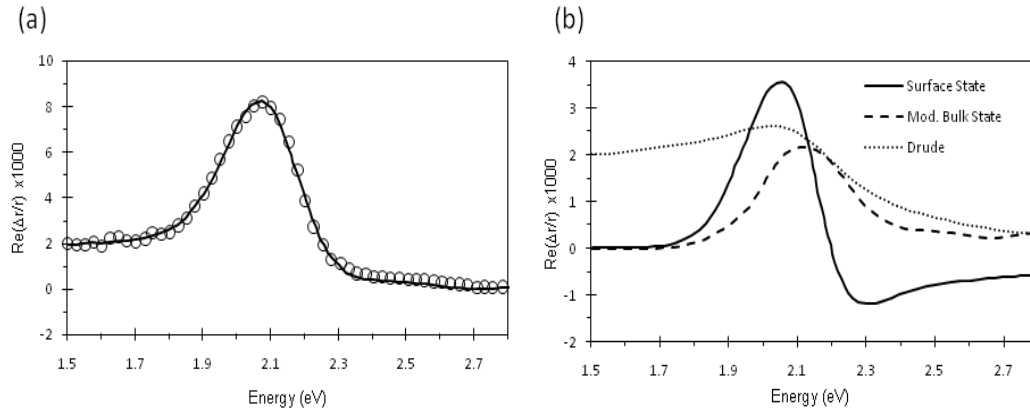 (a)
10
8
6
4
2
0
-2
Re(Δr/r) x1000
1.5 1.7 1.9 2.1 2.3 2.5 2.7
Energy (eV)
(b)
4
3
2
1
0
-1
-2
Re(Δr/r) x1000
Surface State
Mod. Bulk State
Drude
1.5 1.7 1.9 2.1 2.3 2.5 2.7
Energy (eV)